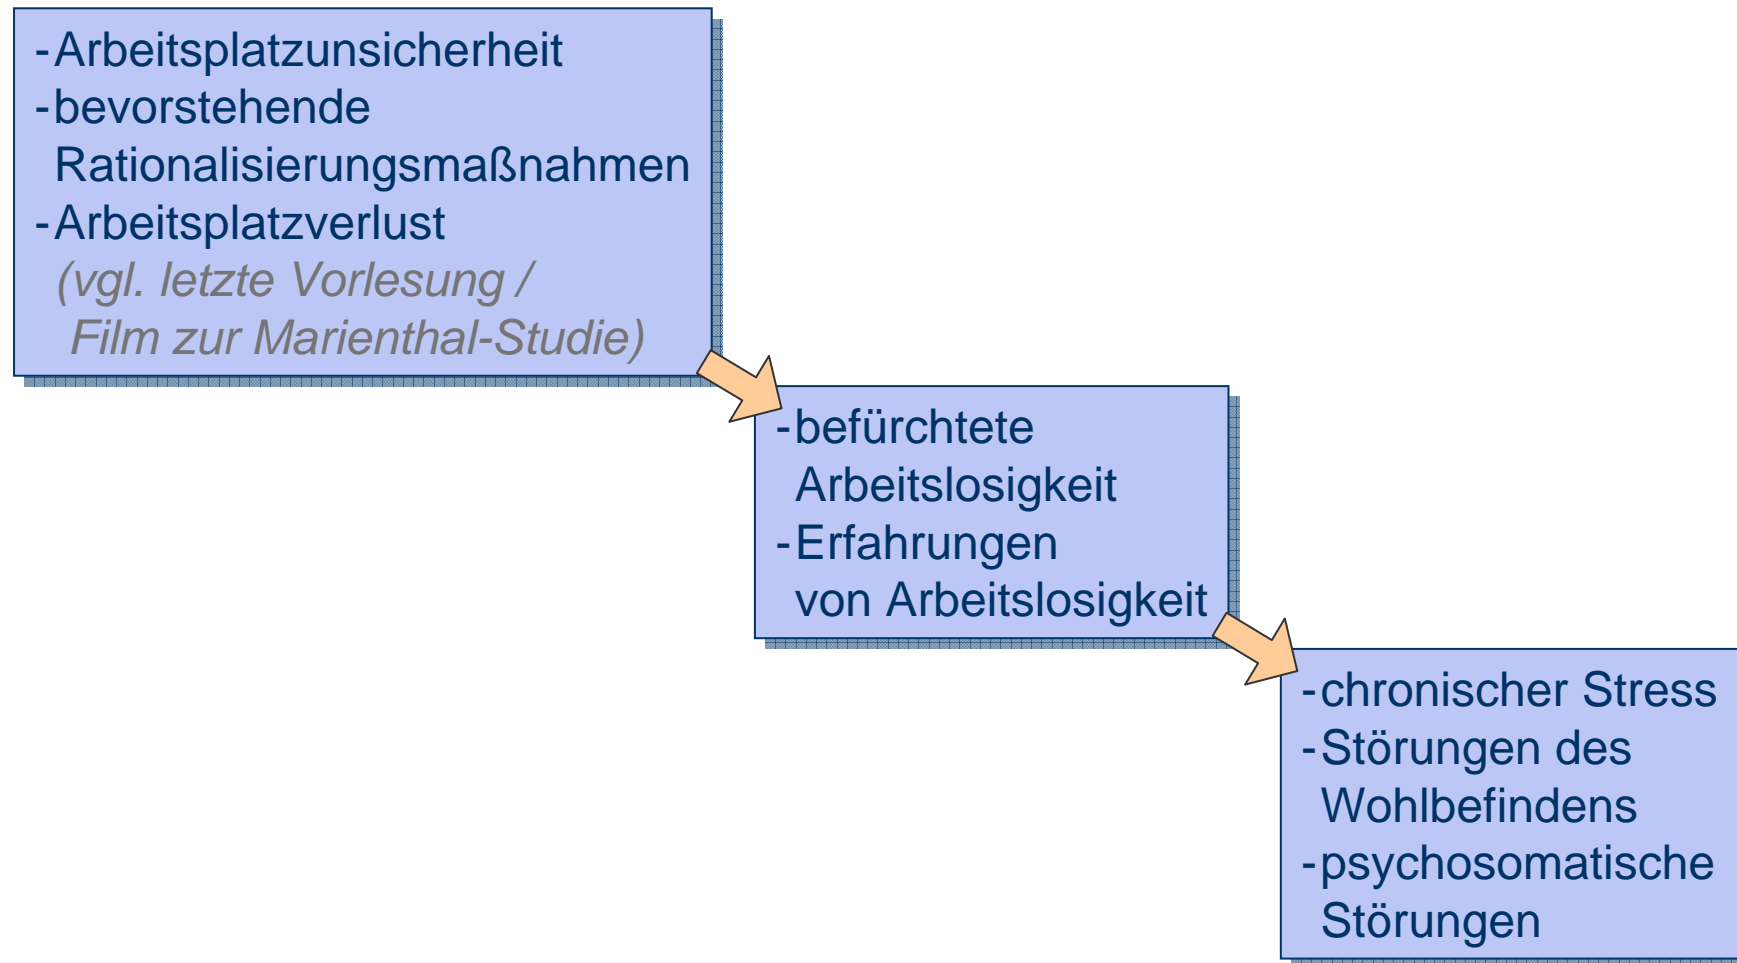 -Arbeitsplatzunsicherheit
-bevorstehende
Rationalisierungsmaßnahmen
-Arbeitsplatzverlust
(vgl. letzte Vorlesung /
Film zur Marienthal-Studie)
-befürchtete
Arbeitslosigkeit
-Erfahrungen
von Arbeitslosigkeit
-chronischer Stress
-Störungen des
Wohlbefindens
-psychosomatische
Störungen